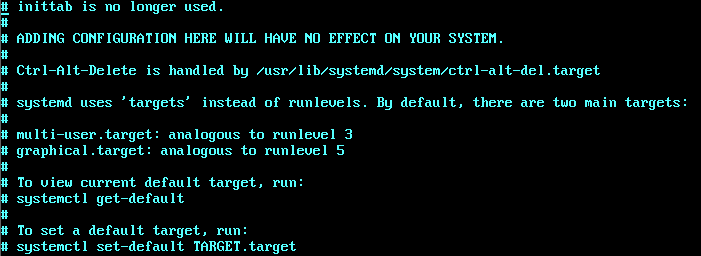 # inittab is no longer used.
#
# ADDING CONFIGURATION HERE WILL HAVE NO EFFECT ON YOUR SYSTEM.
#
# Ctrl-Alt-Delete is handled by /usr/lib/systemd/system/ctrl-alt-del.target
#
# systemd uses 'targets' instead of runlevels. By default, there are two main targets:
#
# multi-user.target: analogous to runlevel 3
# graphical.target: analogous to runlevel 5
#
# To view current default target, run:
# systemctl get-default
#
# To set a default target, run:
# systemctl set-default TARGET.target